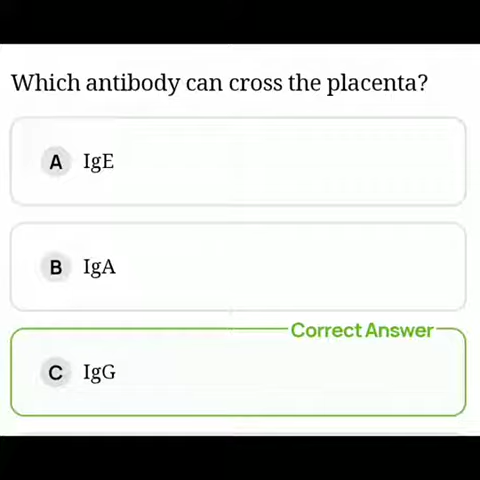 Which antibody can cross the placenta?
A IgE
B IgA
Correct Answer
C IgG